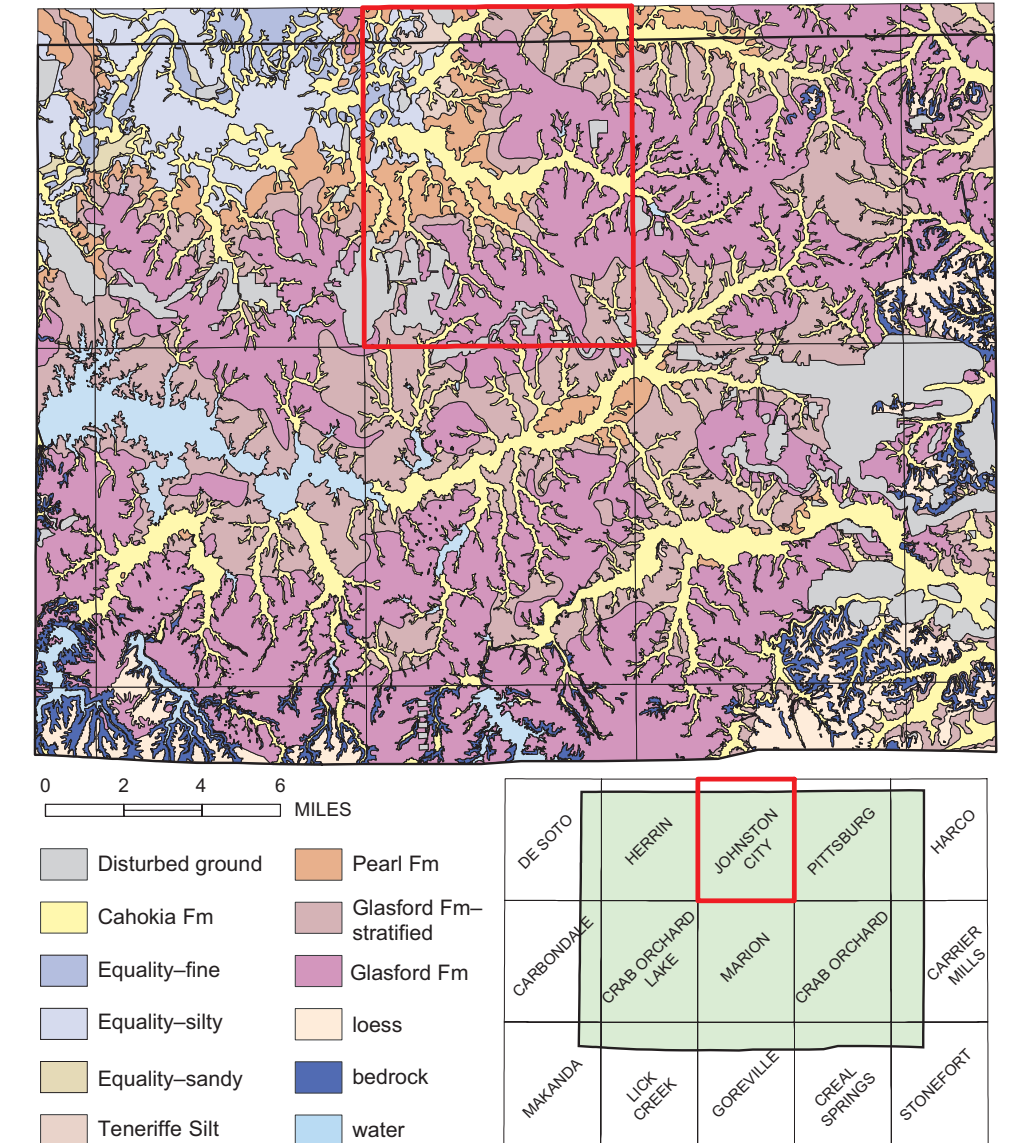 0 2 4 6
MILES
Disturbed ground
Cahokia Fm
Equality–fine
Equality–silty
Equality–sandy
Teneriffe Silt
Pearl Fm
Glasford Fm–
stratified
Glasford Fm
loess
bedrock
water
DE SOTO
HERRIN
JOHNSTON
CITY
PITTSBURG
HARCO
CARBONDALE
CRAB ORCHARD
LAKE
MARION
CRAB ORCHARD
CARRIER
MILLS
MAKANDA
LICK
CREEK
GOREVILLE
CREAL
SPRINGS
STONEFORT